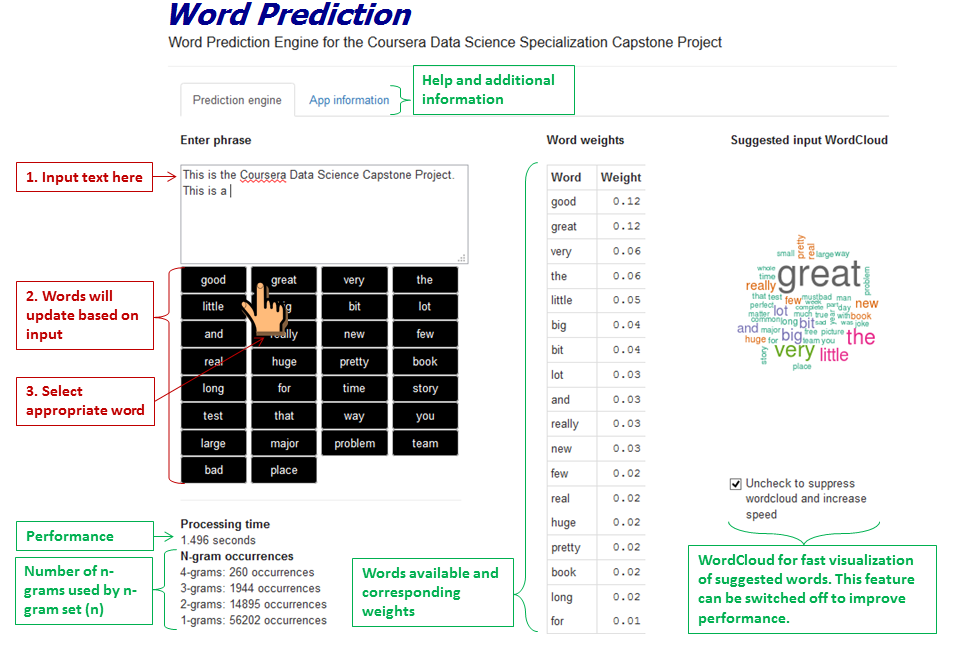 Word Prediction
Word Prediction Engine for the Coursera Data Science Specialization Capstone Project
Prediction engine
App information
Help and additional
information
Enter phrase
1. Input text here
This is the Coursera Data Science Capstone Project.
This is a
2. Words will
update based on
input
3. Select
appropriate word
good great very the
little bit lot
and really new few
real huge pretty book
long for time story
test that way you
large major problem team
bad place
Performance
Processing time
1.496 seconds
Number of n-
grams used by n-
gram set (n)
N-gram occurrences
4-grams: 260 occurrences
3-grams: 1944 occurrences
2-grams: 14895 occurrences
1-grams: 56202 occurrences
Word weights
Word Weight
good 0.12
great 0.12
very 0.06
the 0.06
little 0.05
big 0.04
bit 0.04
lot 0.03
and 0.03
really 0.03
new 0.03
few 0.02
real 0.02
huge 0.02
pretty 0.02
book 0.02
long 0.02
for 0.01
Words available and
corresponding
weights
Suggested input WordCloud
pretty
real
small
large way
whole
time
great
problem
really
that test few must bad man
perfect week
complete part day
new
matter lot much true year with book
common long bit sad was joke
and major big free picture
huge for team you
the
story
very little
place
Uncheck to suppress
wordcloud and increase
speed
WordCloud for fast visualization
of suggested words. This feature
can be switched off to improve
performance.